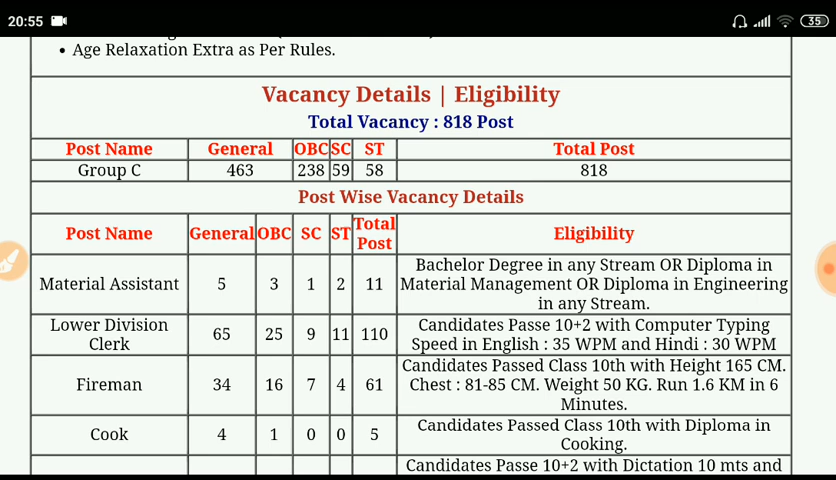 20:55
35
• Age Relaxation Extra as Per Rules.
Vacancy Details | Eligibility
Total Vacancy : 818 Post
Post Name General OBC SC ST Total Post
Group C 463 238 59 58 818
Post Wise Vacancy Details
Post Name General OBC SC ST Total Post Eligibility
Material Assistant 5 3 1 2 11 Bachelor Degree in any Stream OR Diploma in
Material Management OR Diploma in Engineering
in any Stream.
Lower Division Clerk 65 25 9 11 110 Candidates Passe 10+2 with Computer Typing
Speed in English : 35 WPM and Hindi : 30 WPM
Fireman 34 16 7 4 61 Candidates Passed Class 10th with Height 165 CM.
Chest : 81-85 CM. Weight 50 KG. Run 1.6 KM in 6
Minutes.
Cook 4 1 0 0 5 Candidates Passed Class 10th with Diploma in
Cooking.
Candidates Passe 10+2 with Dictation 10 mts and